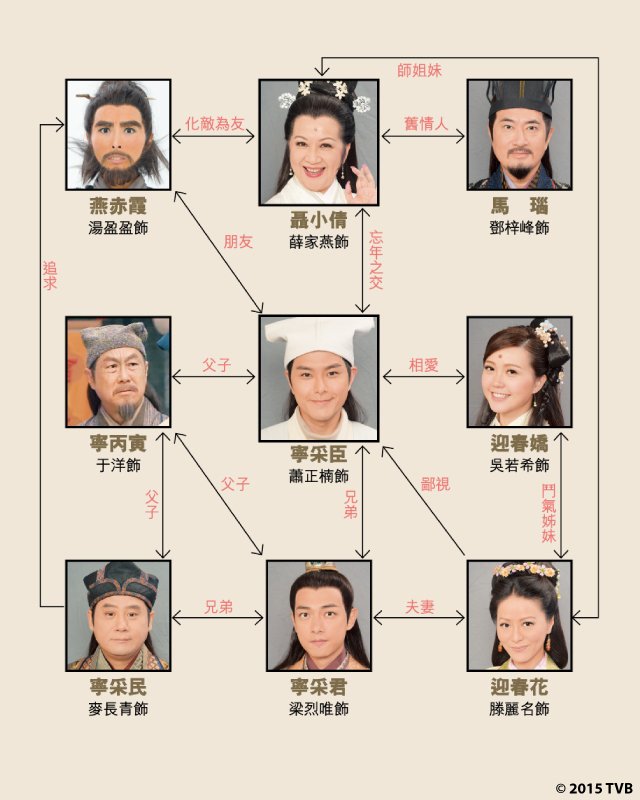 師姐妹
化敵為友
舊情人
燕赤霞
湯盈盈飾
聶小倩
薛家燕飾
馬 瑙
鄧梓峰飾
追求
朋友
忘年之交
父子
相愛
寧丙寅
于洋飾
寧采臣
蕭正楠飾
迎春嬌
吳若希飾
父子
父子
兄弟
鄙視
鬥氣姊妹
兄弟
夫妻
寧采民
麥長青飾
寧采君
梁烈唯飾
迎春花
滕麗名飾
© 2015 TVB